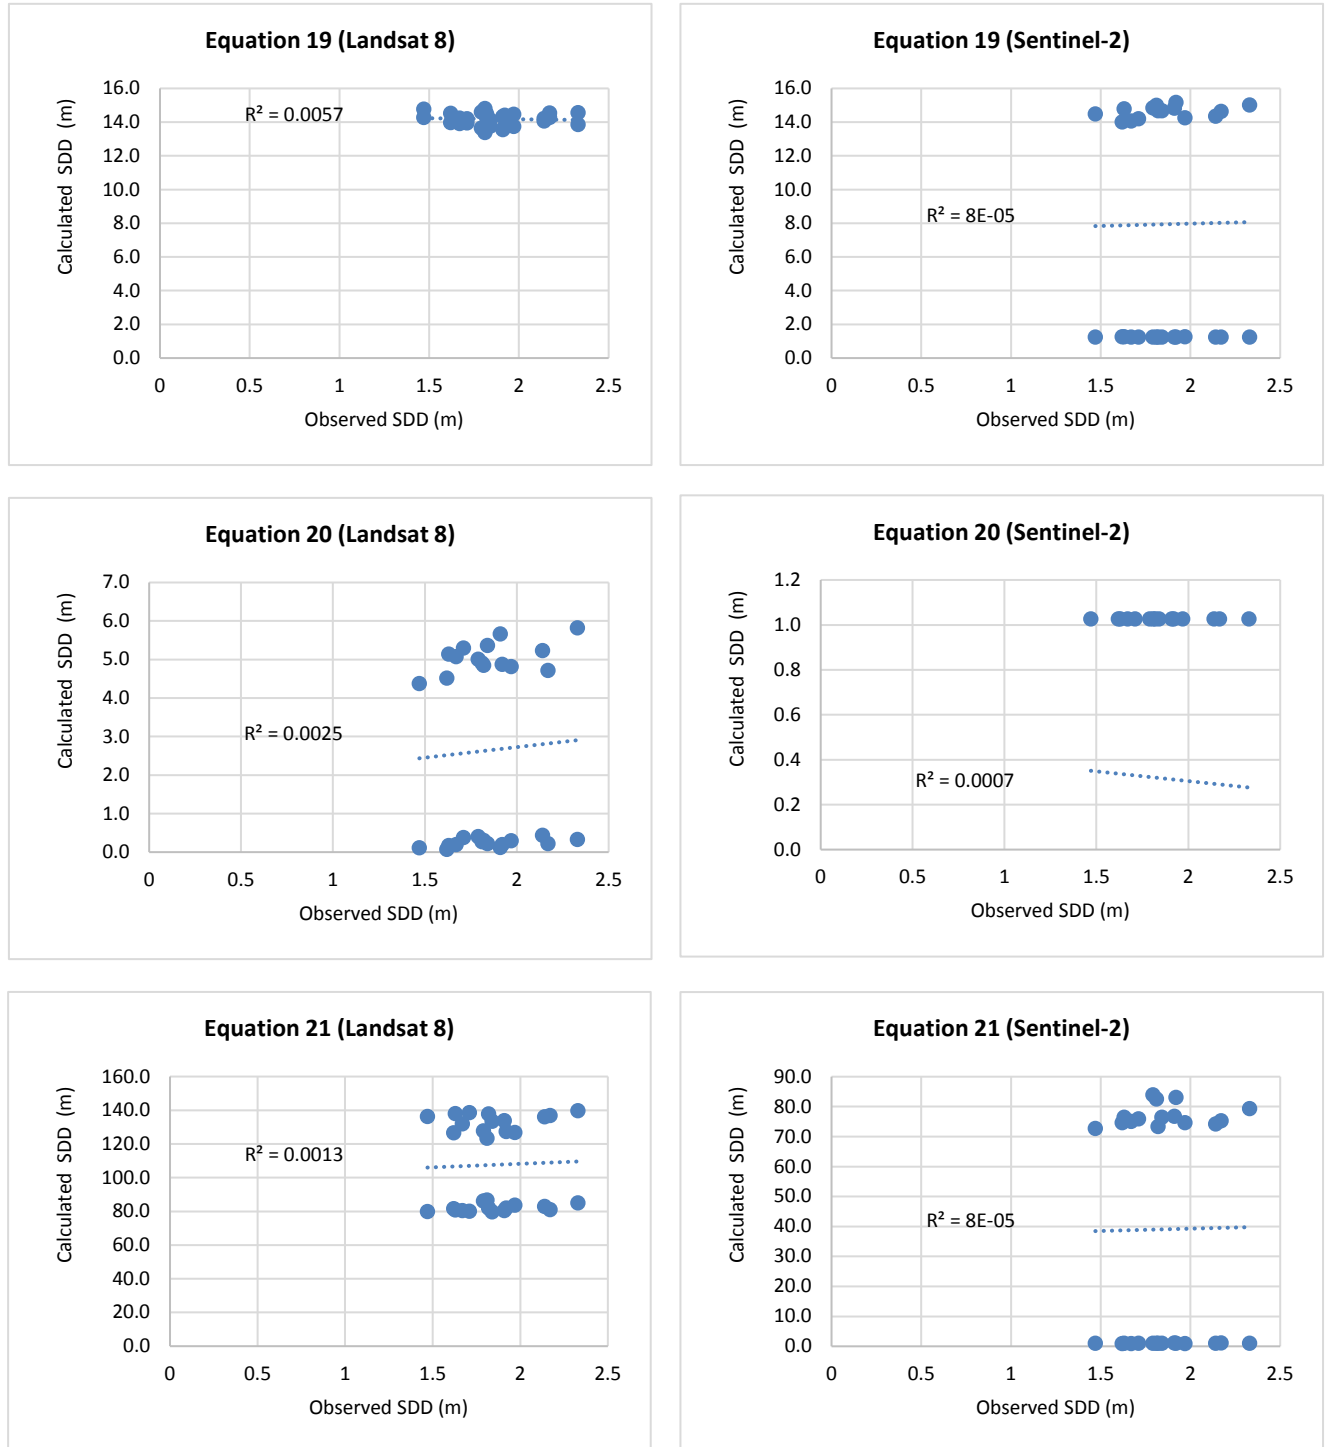 Equation 19 (Landsat 8)
Calculated SDD (m)
16.0
14.0
12.0
10.0
8.0
6.0
4.0
2.0
0.0
R² = 0.0057
0 0.5 1 1.5 2 2.5
Observed SDD (m)
Equation 19 (Sentinel-2)
Calculated SDD (m)
16.0
14.0
12.0
10.0
8.0
6.0
4.0
2.0
0.0
R² = 8E-05
0 0.5 1 1.5 2 2.5
Observed SDD (m)
Equation 20 (Landsat 8)
Calculated SDD (m)
7.0
6.0
5.0
4.0
3.0
2.0
1.0
0.0
R² = 0.0025
0 0.5 1 1.5 2 2.5
Observed SDD (m)
Equation 20 (Sentinel-2)
Calculated SDD (m)
1.2
1.0
0.8
0.6
0.4
0.2
0.0
R² = 0.0007
0 0.5 1 1.5 2 2.5
Observed SDD (m)
Equation 21 (Landsat 8)
Calculated SDD (m)
160.0
140.0
120.0
100.0
80.0
60.0
40.0
20.0
0.0
R² = 0.0013
0 0.5 1 1.5 2 2.5
Observed SDD (m)
Equation 21 (Sentinel-2)
Calculated SDD (m)
90.0
80.0
70.0
60.0
50.0
40.0
30.0
20.0
10.0
0.0
R² = 8E-05
0 0.5 1 1.5 2 2.5
Observed SDD (m)